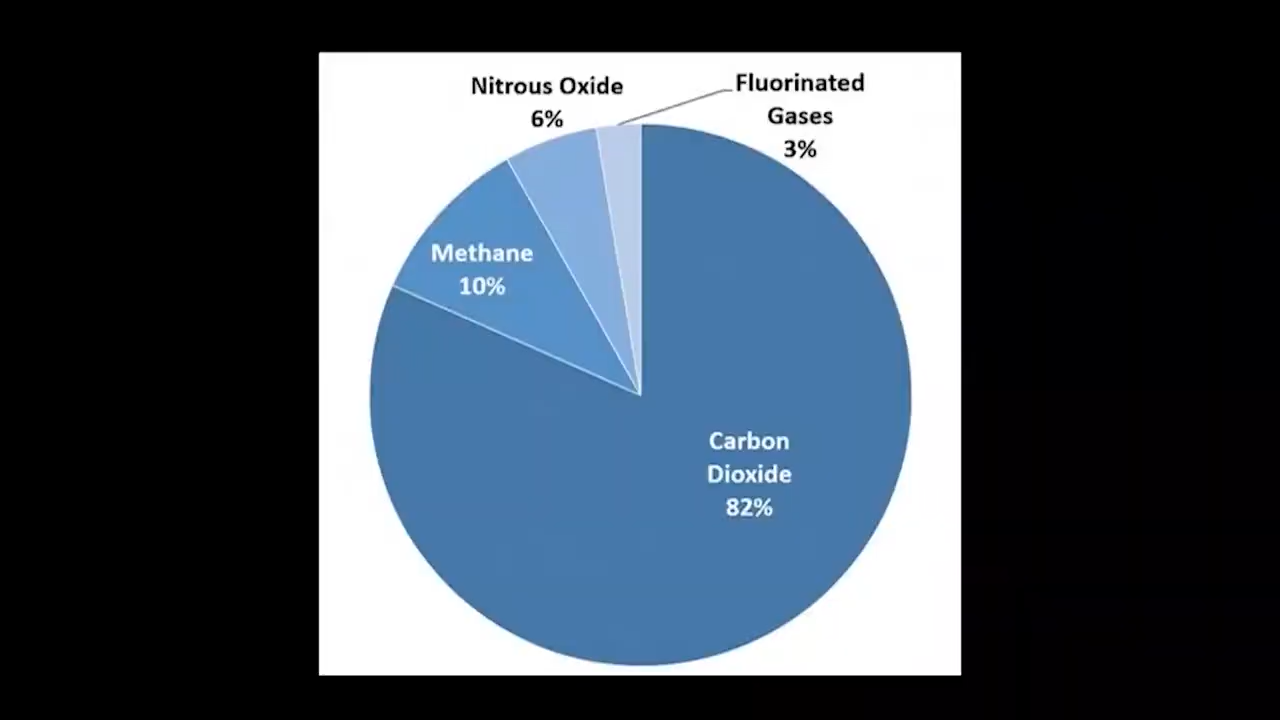 Nitrous Oxide
6%
Fluorinated
Gases
3%
Methane
10%
Carbon
Dioxide
82%